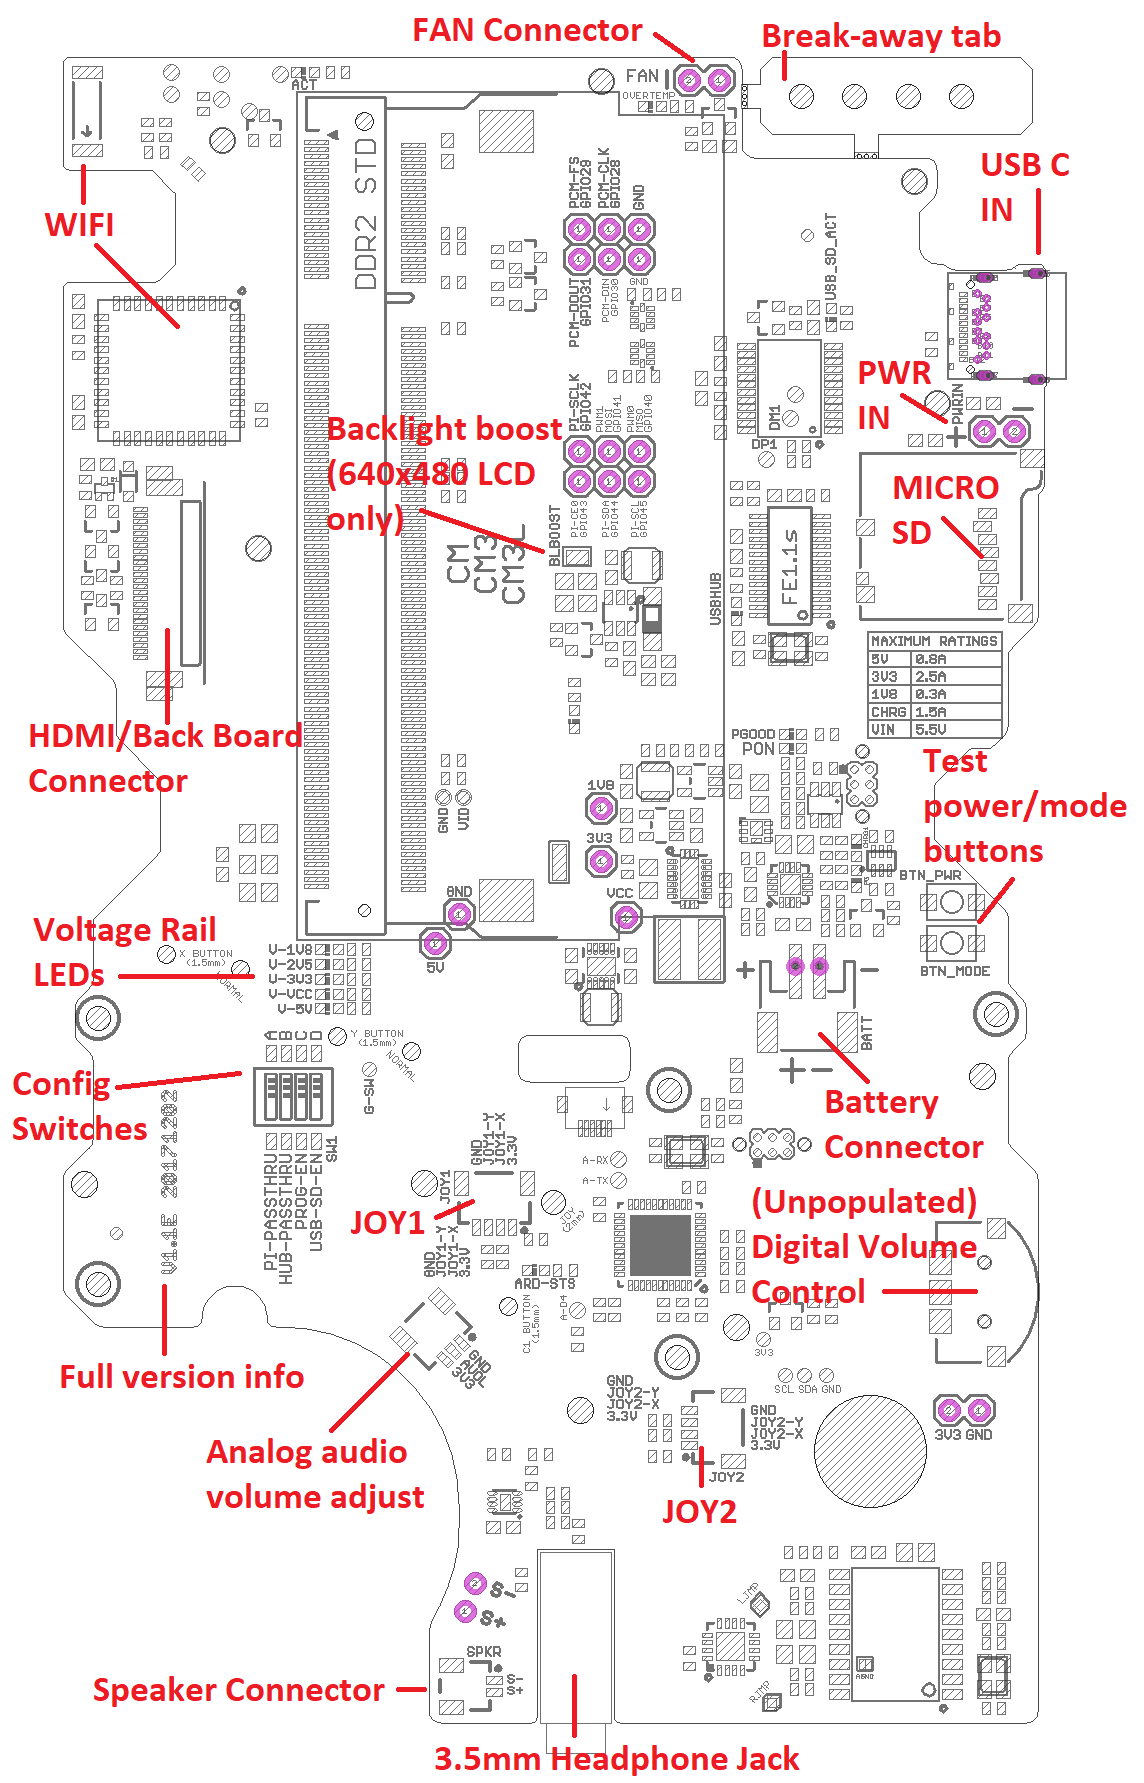 FAN Connector
Break-away tab
FAN
OVERTEMP
ACT
USB C
IN
WIFI
DDR2 STD
PCM-FS
GPIO29
PCM-CLK
GPIO28
GND
PCM-DOUT
GPIO31
PCM-DIN
GPIO30
GND
USB_SD_ACT
PWR
IN
PWRIN
DM1
DP1
PI-SCLK
GPIO42
PWM1
MOSI
GPIO41
PWM0
MISO
GPIO40
Backlight boost
(640x480 LCD
only)
PI-CE0
GPIO43
PI-SDA
GPIO44
PI-SCL
GPIO45
BLBOOST
MICRO
SD
CM
CM3
CM3L
FE1.1s
USBHUB
MAXIMUM RATINGS
5V 0.8A
3V3 2.5A
1V8 0.3A
CHRG 1.5A
VIN 5.5V
HDMI/Back Board
Connector
PGOOD
PON
Test
power/mode
buttons
1V8
3V3
GND
VID
CHRG
PG
BTN_PWR
GND
VCC
5V
BTN_MODE
Voltage Rail
LEDs
X BUTTON
(1.5mm)
NORMAL
V-1V8
V-2V5
V-3V3
V-VCC
V-5V
BATT
A
B
C
D
Y BUTTON
(1.5mm)
NORMAL
G-SW
Config
Switches
SW1
Battery
Connector
V1.1E 20171202
PI-PASSTHRU
HUB-PASSTHRU
PROG-EN
USB-SD-EN
GND
JOY1-Y
JOY1-X
3.3V
JOY1
JOY1
JOY
(2mm)
A-RX
A-TX
GND
JOY1-Y
JOY1-X
3.3V
(Unpopulated)
Digital Volume
Control
ARD-STS
C1 BUTTON
(1.5mm)
A-D4
3V3
Full version info
GND
AVOL
3V3
SCL SDA GND
GND
JOY2-Y
JOY2-X
3.3V
GND
JOY2-Y
JOY2-X
3.3V
3V3 GND
JOY2
JOY2
Analog audio
volume adjust
S-
S+
LJMP
RJMP
AGND
SPKR
S-
S+
Speaker Connector
3.5mm Headphone Jack